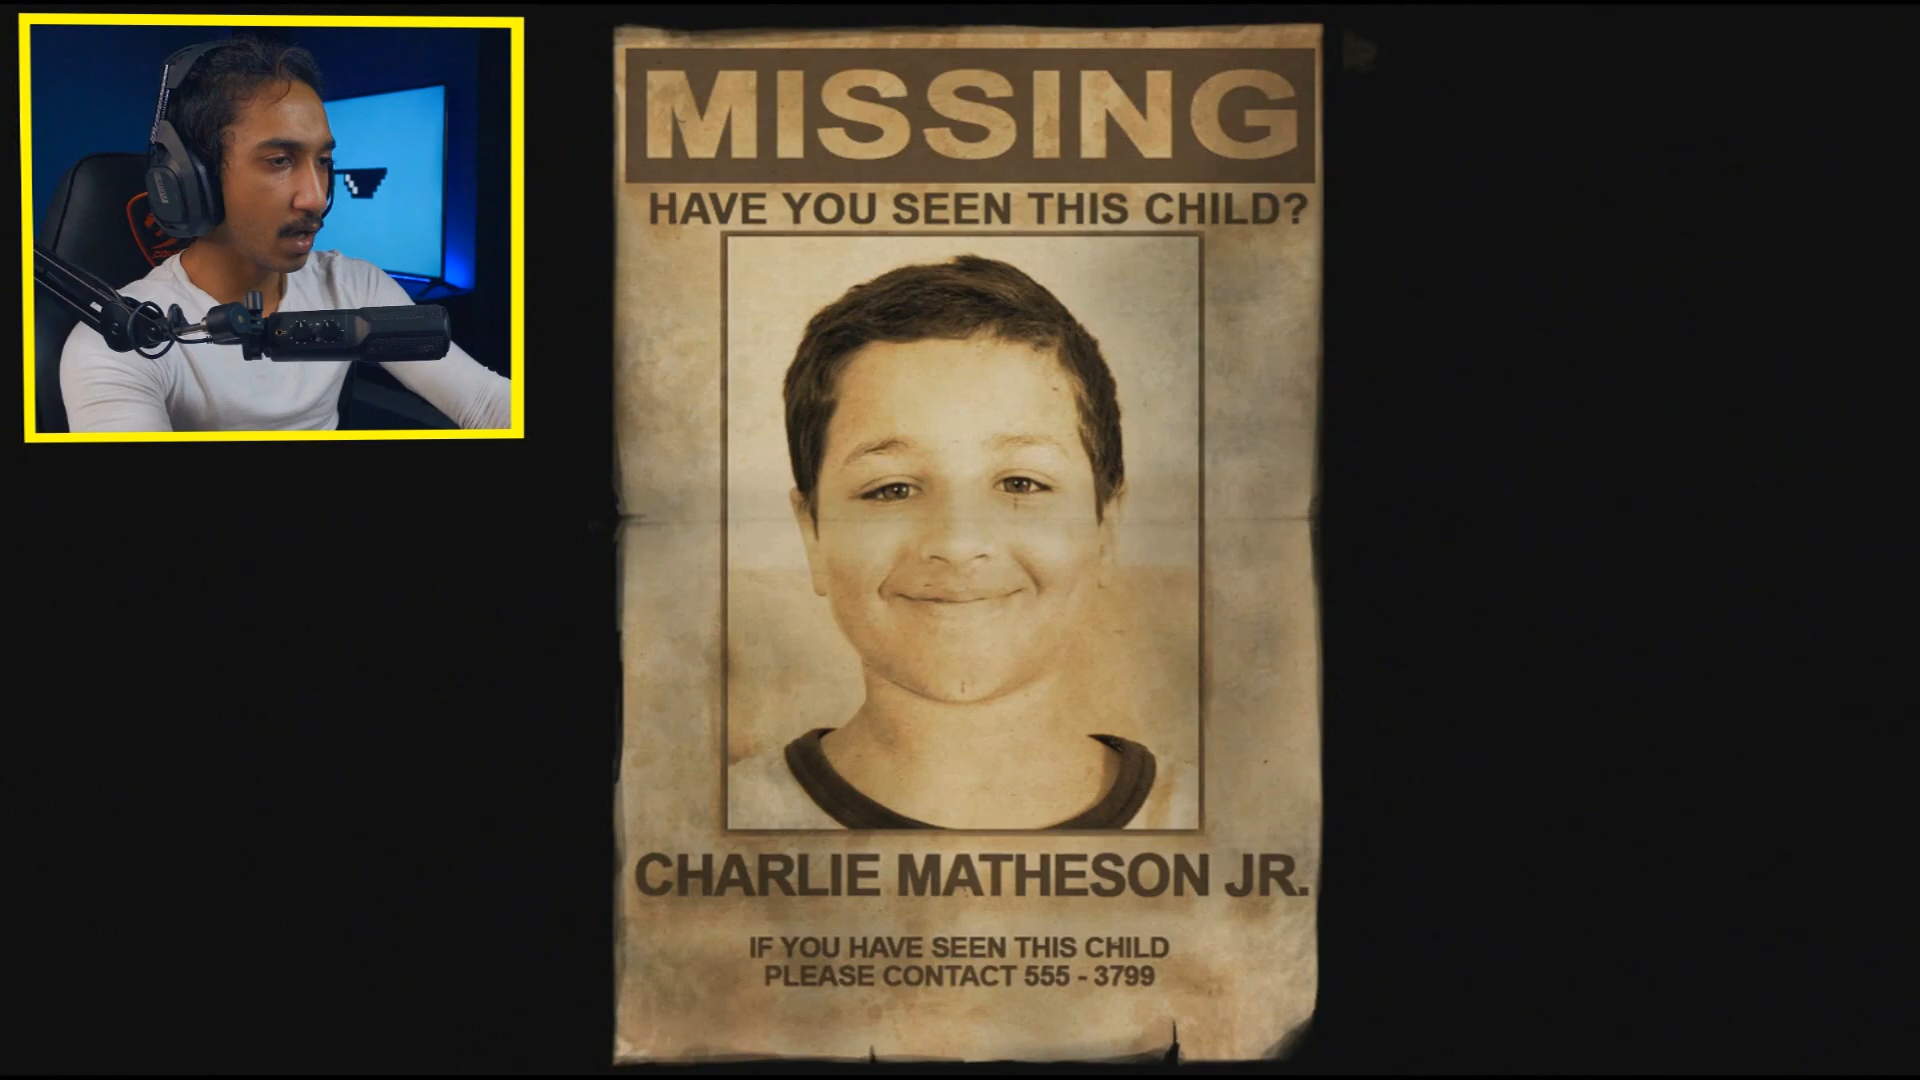 MISSING
HAVE YOU SEEN THIS CHILD?
CHARLIE MATHESON JR.
IF YOU HAVE SEEN THIS CHILD
PLEASE CONTACT 555 - 3799